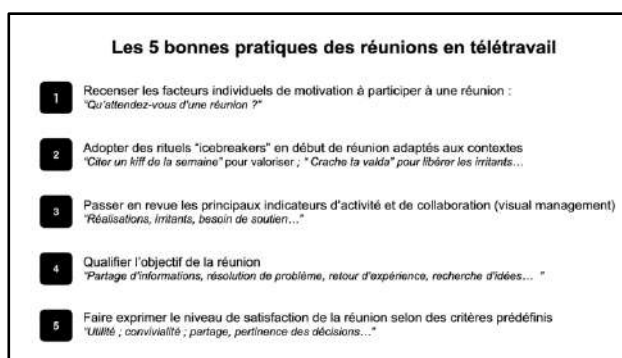 Les 5 bonnes pratiques des réunions en télétravail
1 Recenser les facteurs individuels de motivation à participer à une réunion :
"Qu'attendez-vous d'une réunion ?"
2 Adopter des rituels "icebreakers" en début de réunion adaptés aux contextes
"Citer un kiff de la semaine" pour valoriser ; " Crache ta valda" pour libérer les irritants…
3 Passer en revue les principaux indicateurs d'activité et de collaboration (visual management)
"Réalisations, irritants, besoin de soutien…"
4 Qualifier l'objectif de la réunion
"Partage d'informations, résolution de problème, retour d'expérience, recherche d'idées… "
5 Faire exprimer le niveau de satisfaction de la réunion selon des critères prédéfinis
"Utilité ; convivialité ; partage, pertinence des décisions…"